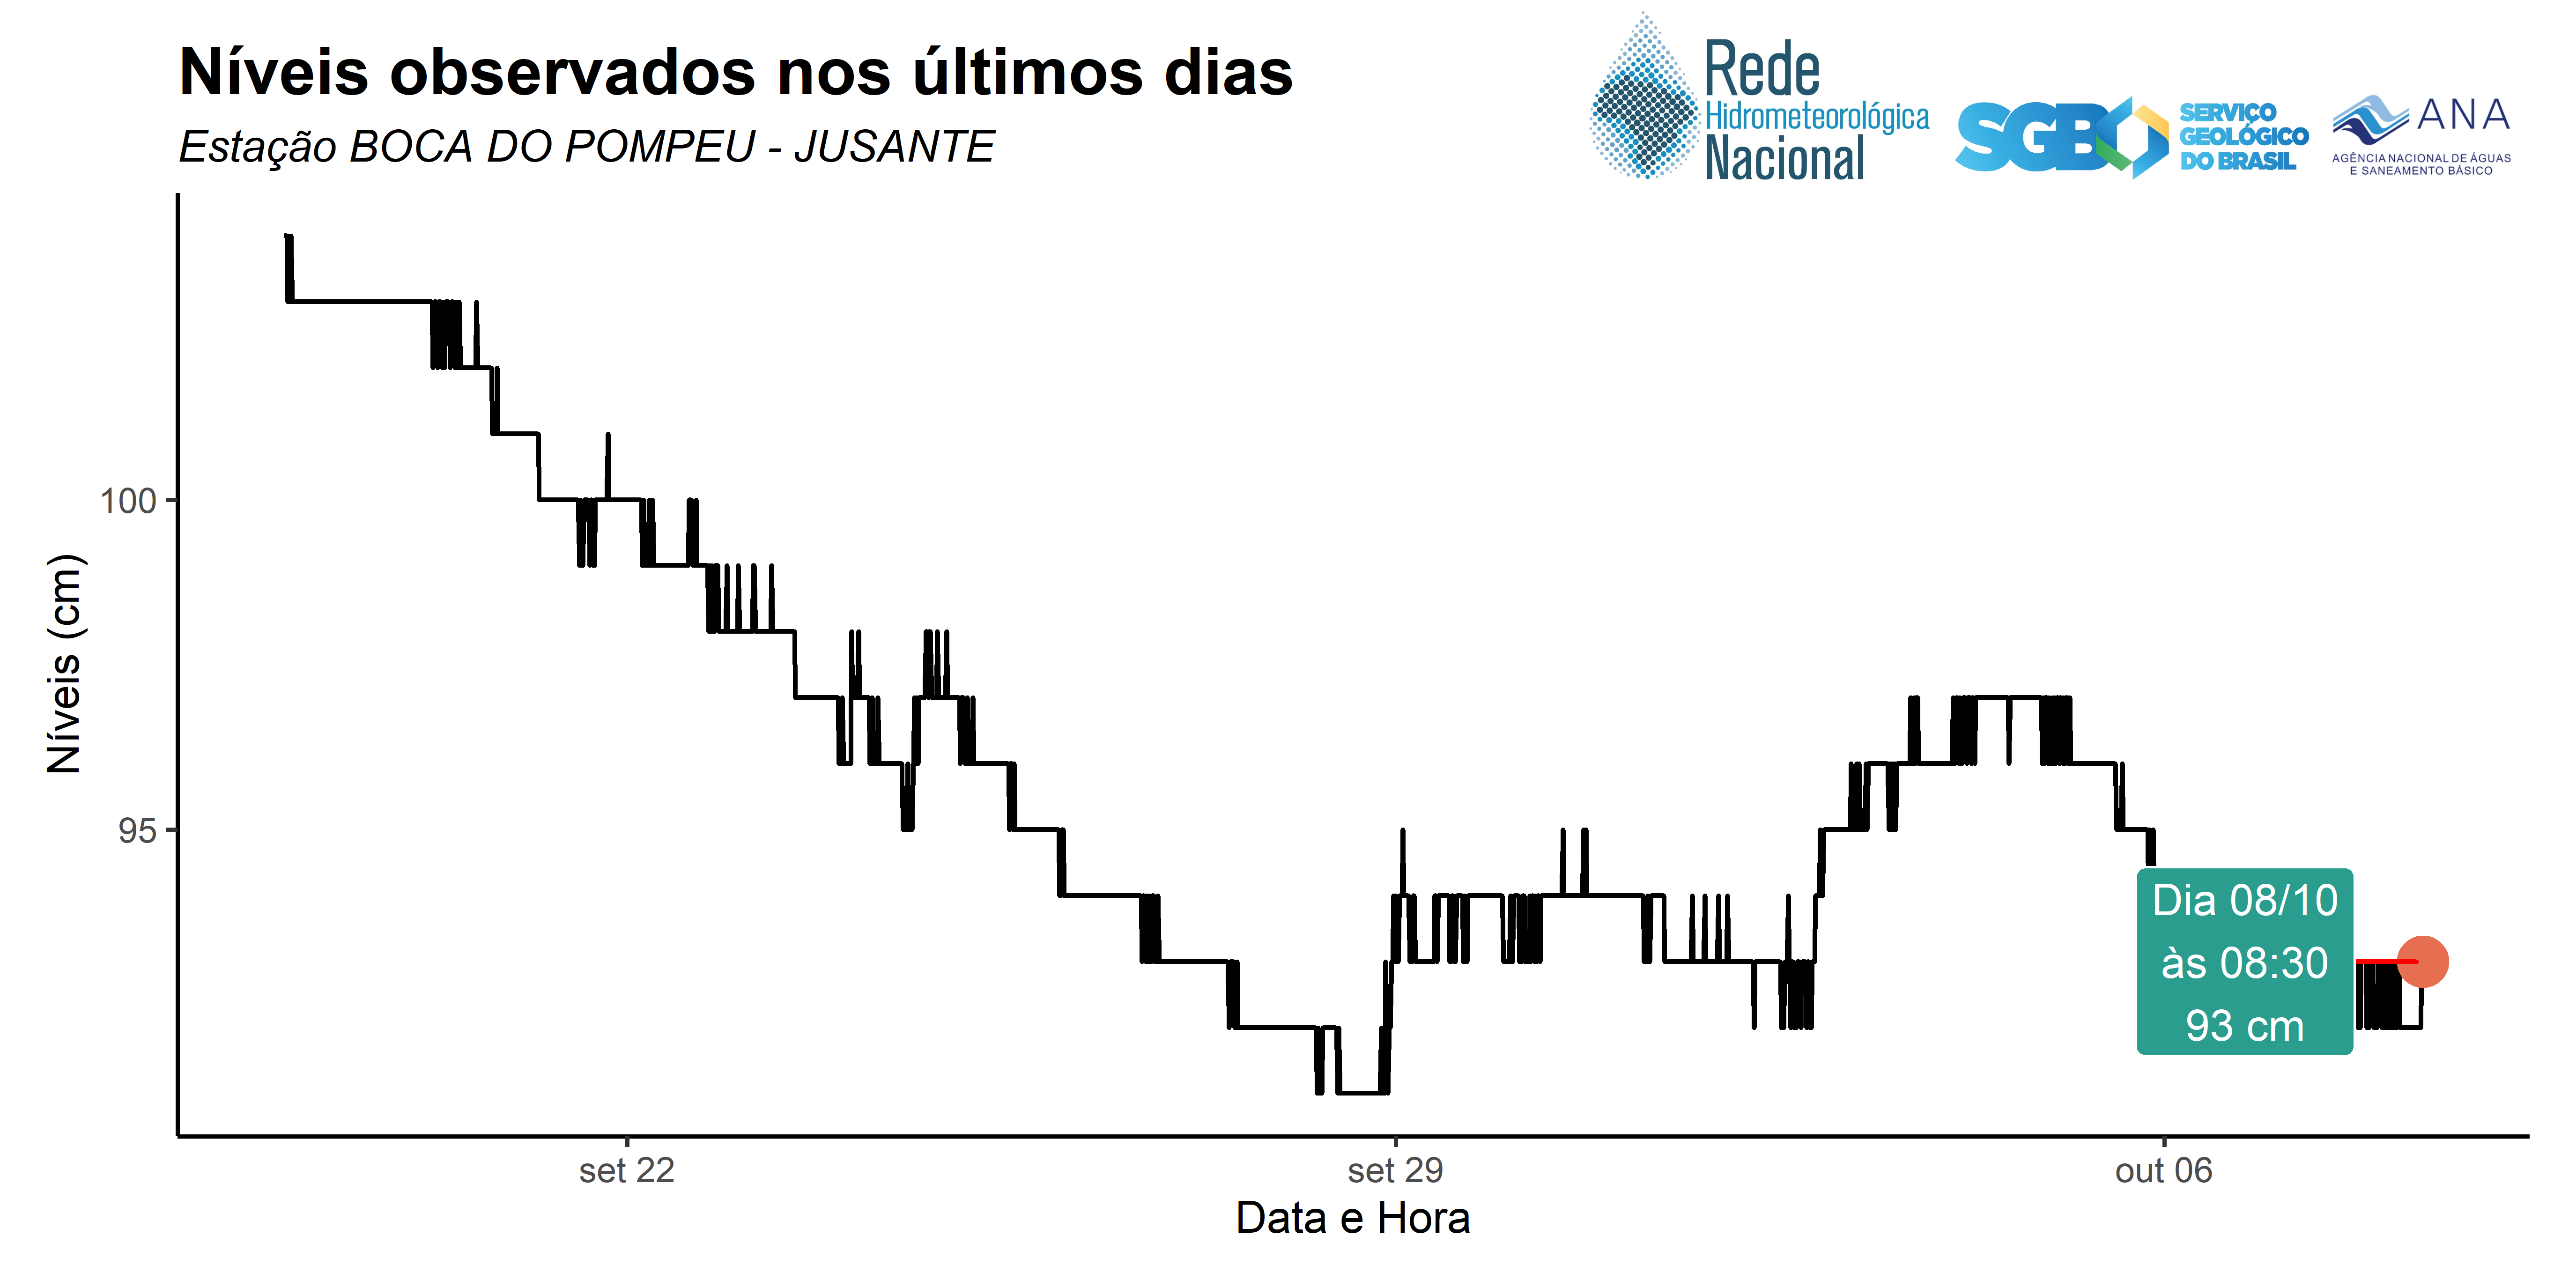 Níveis observados nos últimos dias
Estação BOCA DO POMPEU - JUSANTE
Rede
Hidrometeorológica
Nacional
SGB
SERVIÇO
GEOLÓGICO
DO BRASIL
ANA
AGÊNCIA NACIONAL DE ÁGUAS
E SANEAMENTO BÁSICO
Níveis (cm)
100
95
Dia 08/10
às 08:30
93 cm
set 22
set 29
out 06
Data e Hora